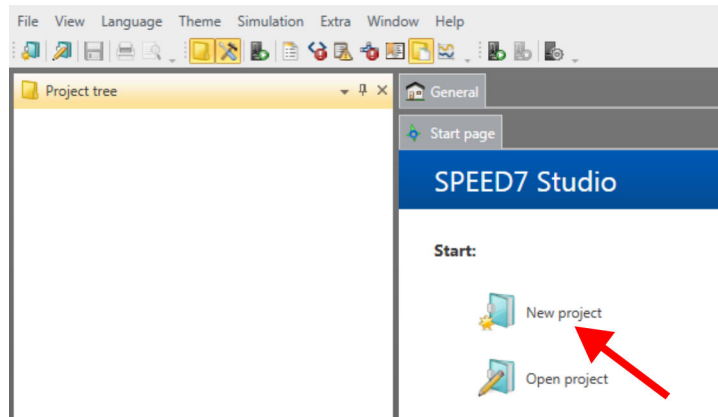 File View Language Theme Simulation Extra Window Help
Project tree
General
Start page
SPEED7 Studio
Start:
New project
Open project